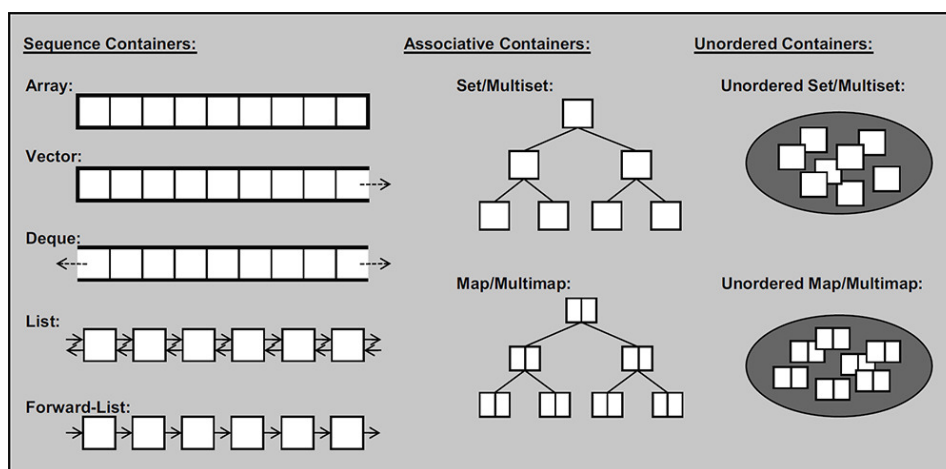 Sequence Containers:
Array:
Vector:
Deque:
List:
Forward-List:
Associative Containers:
Set/Multiset:
Map/Multimap:
Unordered Containers:
Unordered Set/Multiset:
Unordered Map/Multimap: